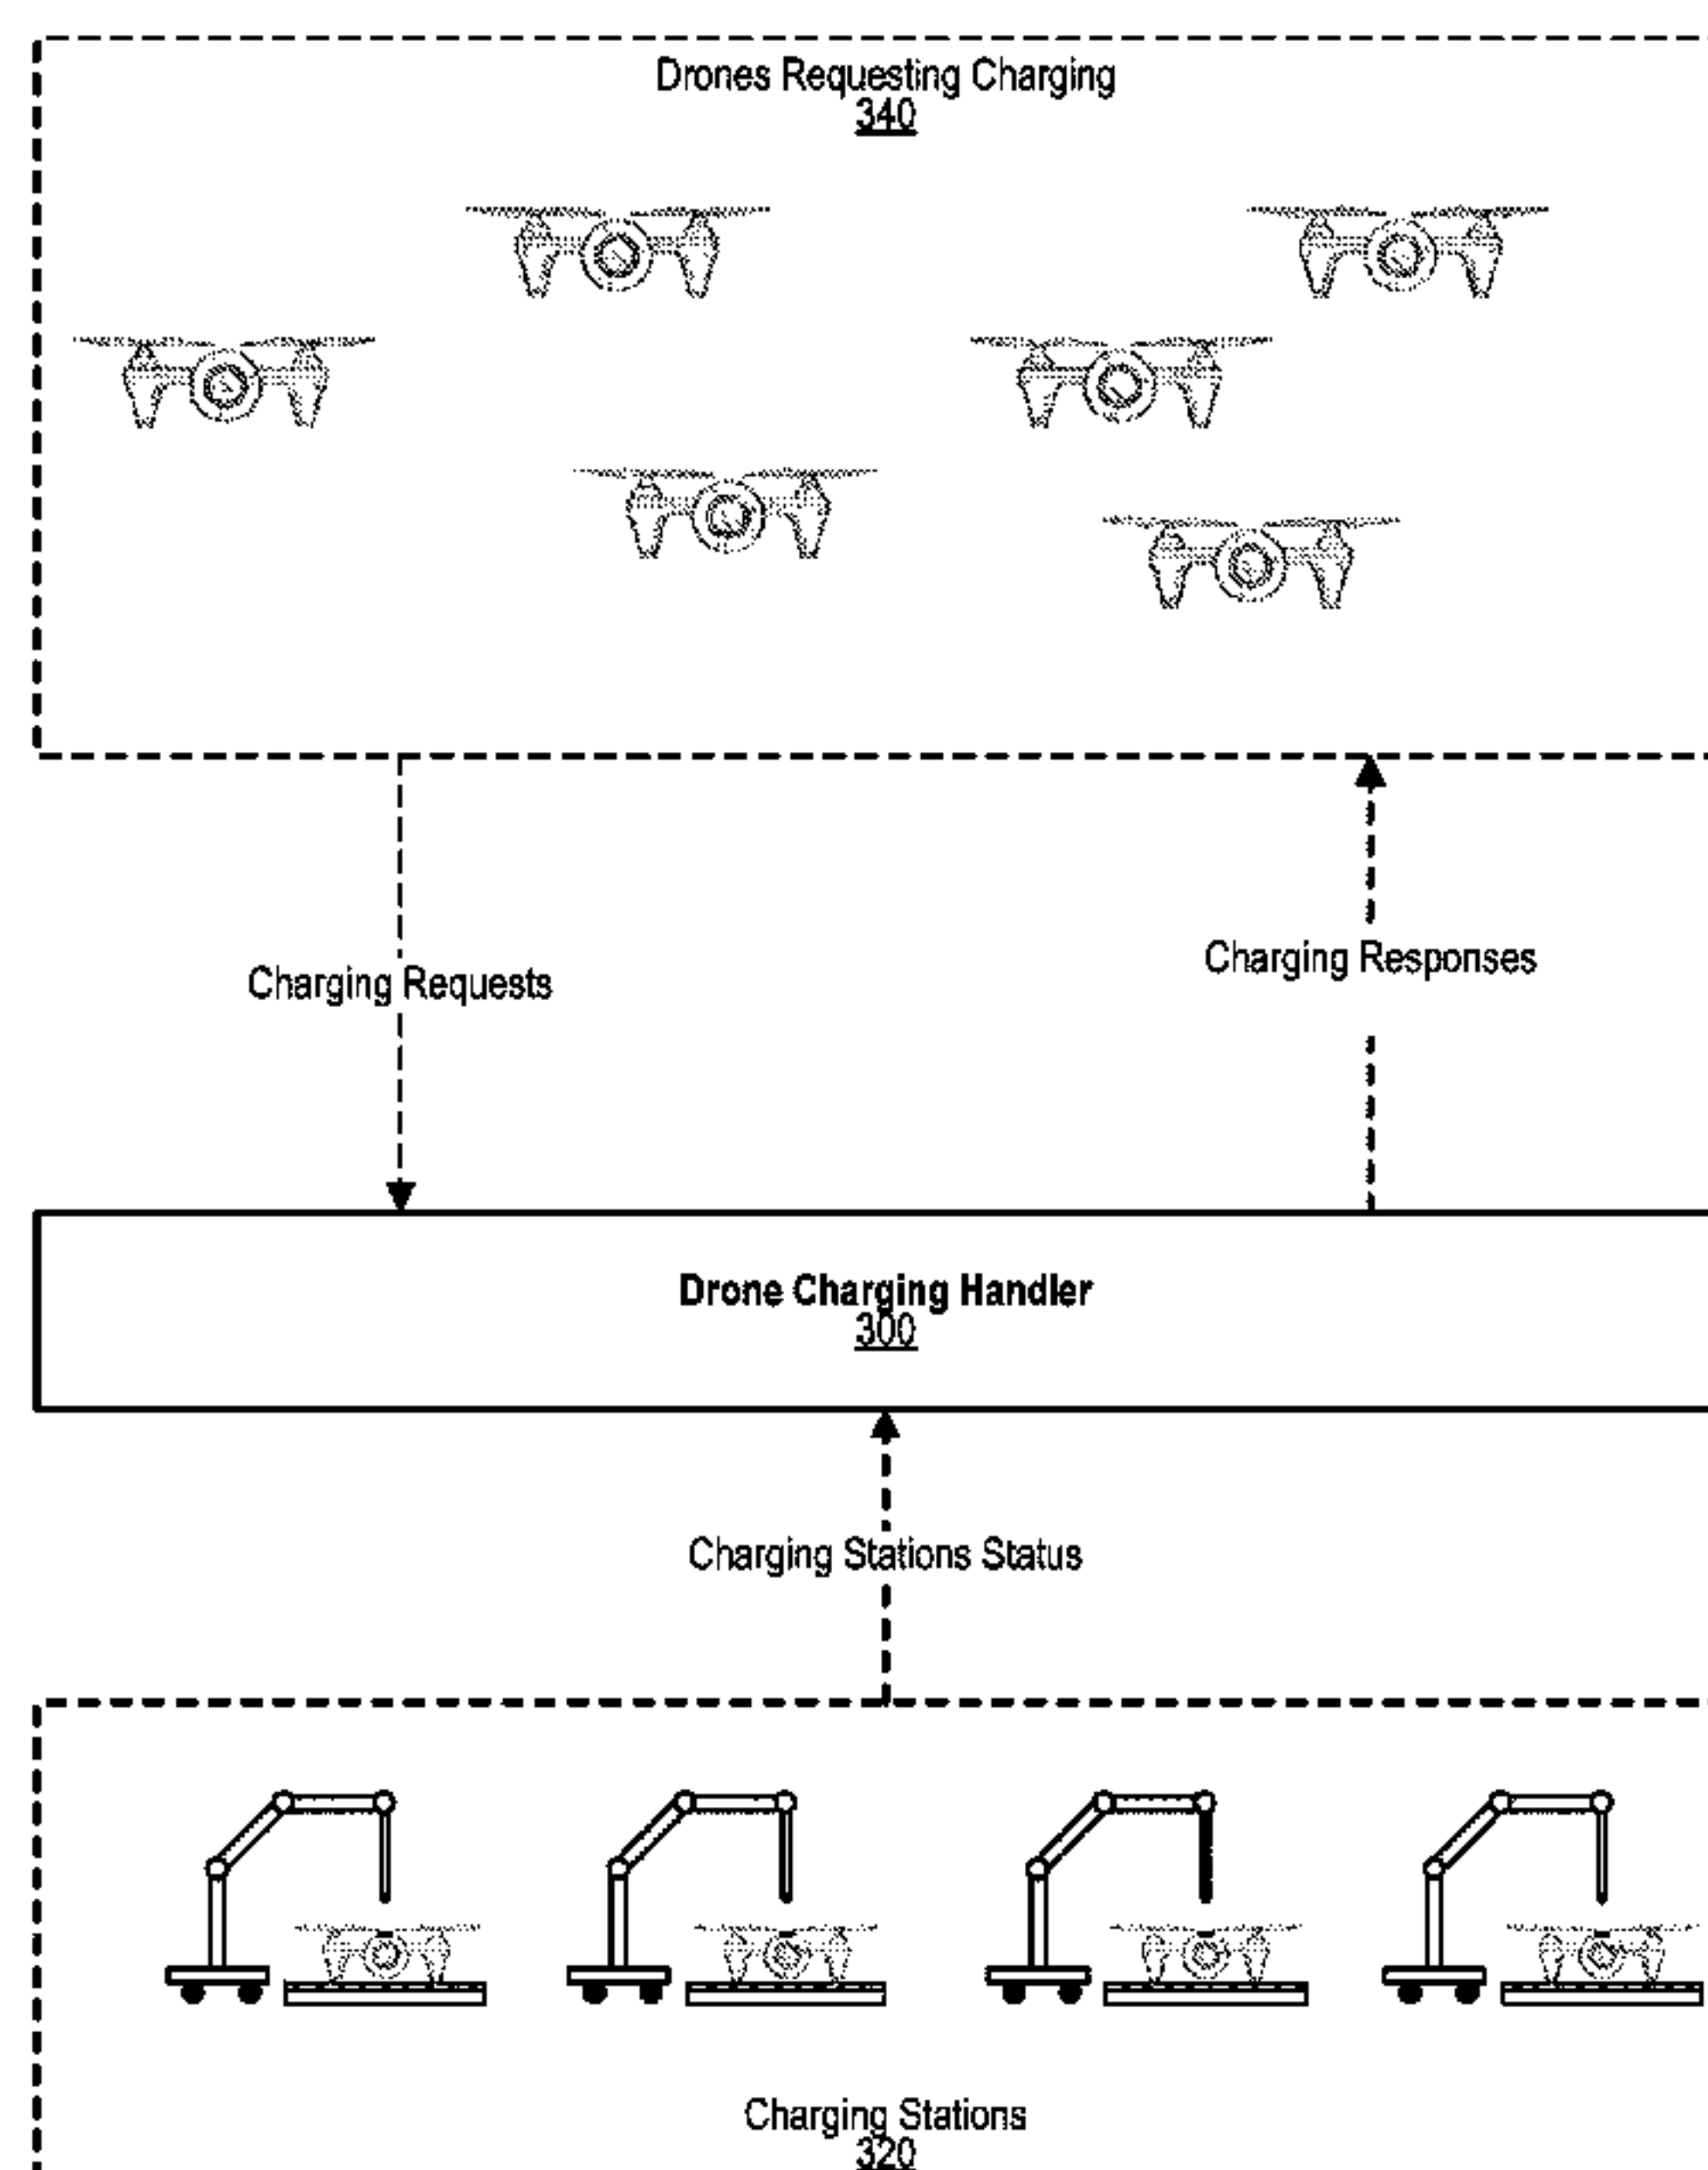 Drones Requesting Charging
340
Charging Requests
Charging Responses
Drone Charging Handler
300
Charging Stations Status
Charging Stations
320